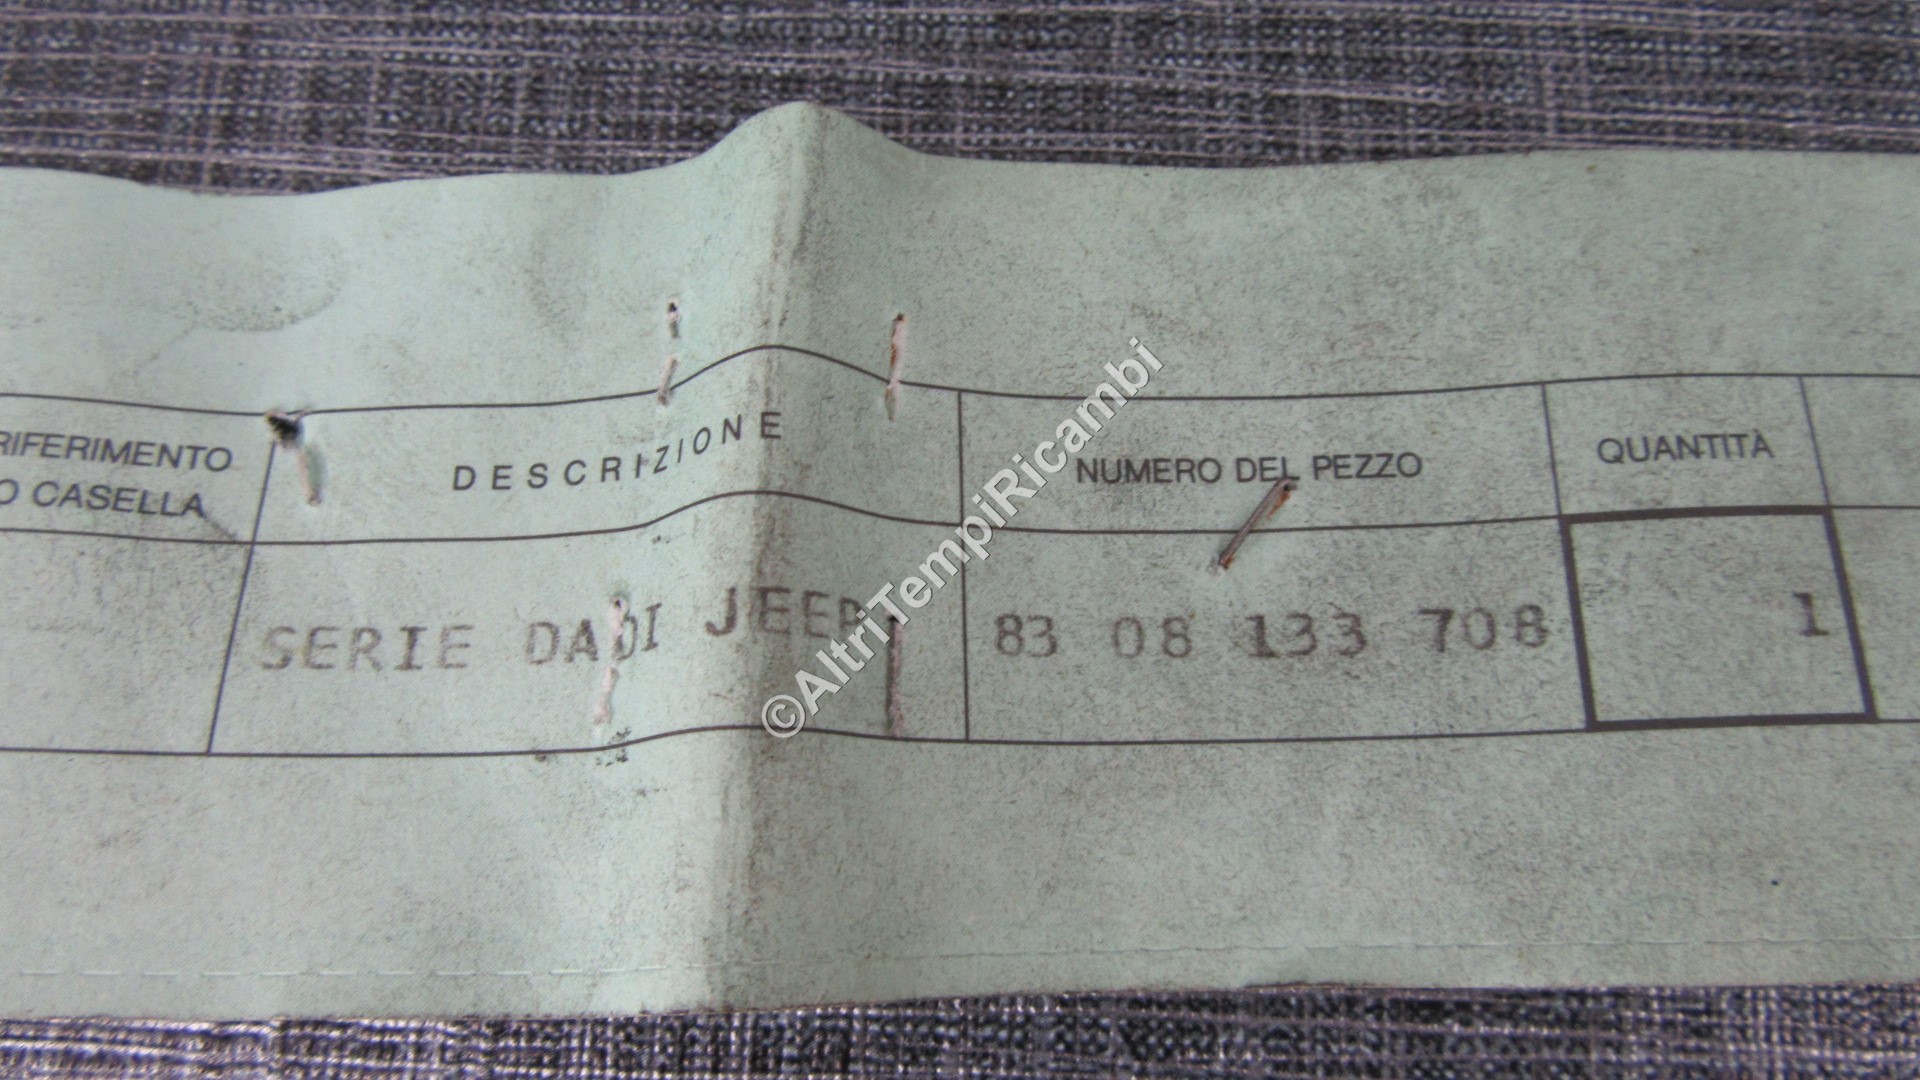 RIFERIMENTO
O CASELLA
DESCRIZIONE
NUMERO DEL PEZZO
QUANTITÀ
SERIE DADI JEEP
83 08 133 708
1
©AltriTempiRicambi